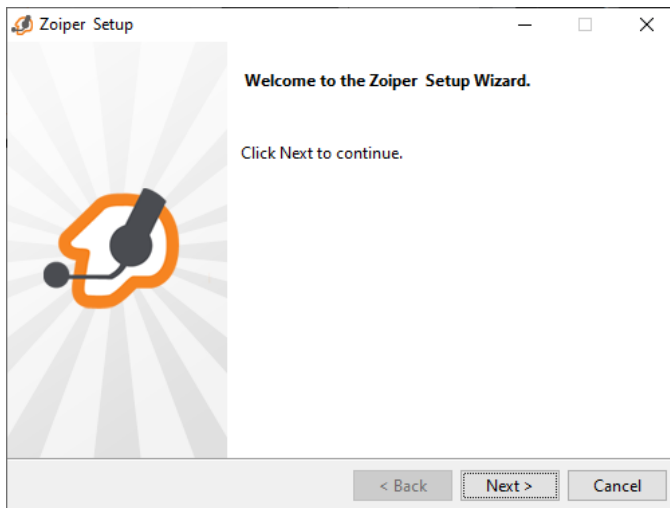 Zoiper Setup
Welcome to the Zoiper Setup Wizard.
Click Next to continue.
< Back Next > Cancel